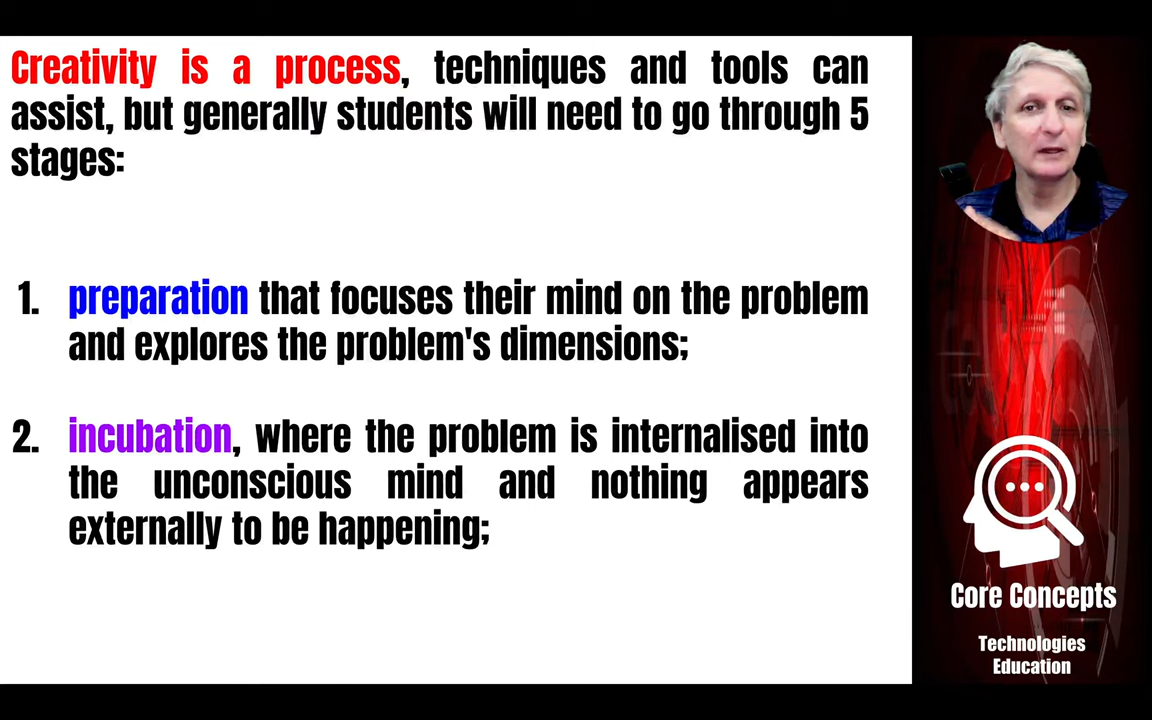 Creativity is a process, techniques and tools can
assist, but generally students will need to go through 5
stages:
1. preparation that focuses their mind on the problem
and explores the problem's dimensions;
2. incubation, where the problem is internalised into
the unconscious mind and nothing appears
externally to be happening;
Core Concepts
Technologies
Education